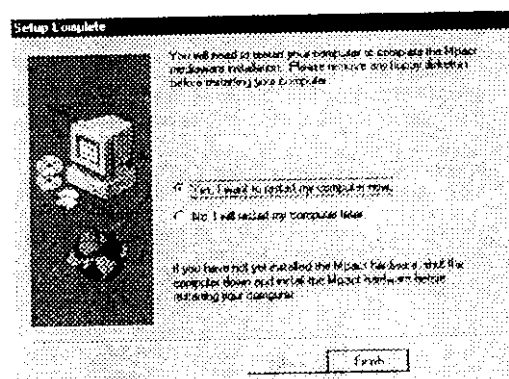 Setup Complete
You will need to restart your computer to complete the Mpact
mediaware installation. Please remove any floppy diskettes
before restarting your computer.
Yes, I want to restart my computer now.
No, I will restart my computer later.
If you have not yet installed the Mpact hardware, shut the
computer down and install the Mpact hardware before
restarting your computer.
Finish